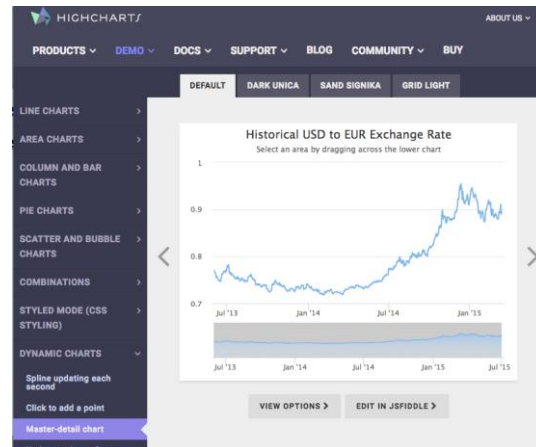 HIGHCHARTS
ABOUT US
PRODUCTS DEMO DOCS SUPPORT BLOG COMMUNITY BUY
DEFAULT DARK UNICA SAND SIGNIKA GRID LIGHT
LINE CHARTS
AREA CHARTS
COLUMN AND BAR
CHARTS
PIE CHARTS
SCATTER AND BUBBLE
CHARTS
COMBINATIONS
STYLED MODE (CSS
STYLING)
DYNAMIC CHARTS
Spline updating each
second
Click to add a point
Master-detail chart
Historical USD to EUR Exchange Rate
Select an area by dragging across the lower chart
1
0.9
0.8
0.7
Jul '13 Jan '14 Jul '14 Jan '15
Jul '13 Jan '14 Jul '14 Jan '15 Jul '15
VIEW OPTIONS EDIT IN JSFIDDLE